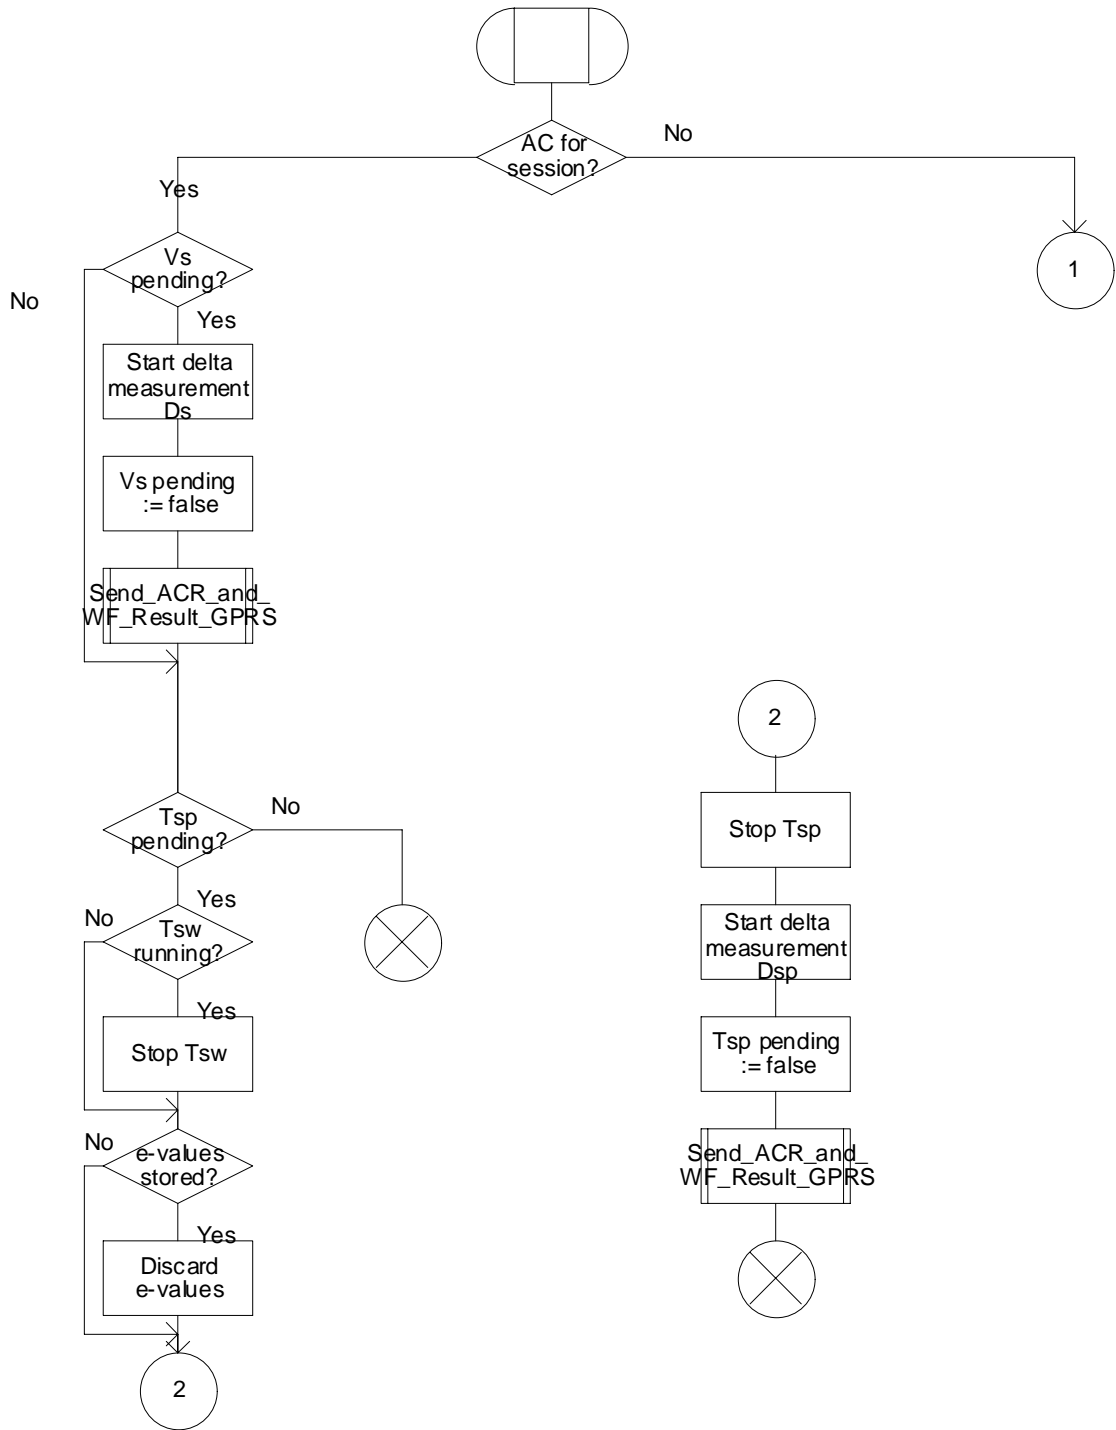 AC for
session?
No
Yes
1
Vs
pending?
No
Yes
Start delta
measurement
Ds
Vs pending
:= false
Send_ACR_and_
WF_Result_GPRS
Tsp
pending?
No
Yes
No
Tsw
running?
Yes
Stop Tsw
No
e-values
stored?
Yes
Discard
e-values
2
2
Stop Tsp
Start delta
measurement
Dsp
Tsp pending
:= false
Send_ACR_and_
WF_Result_GPRS